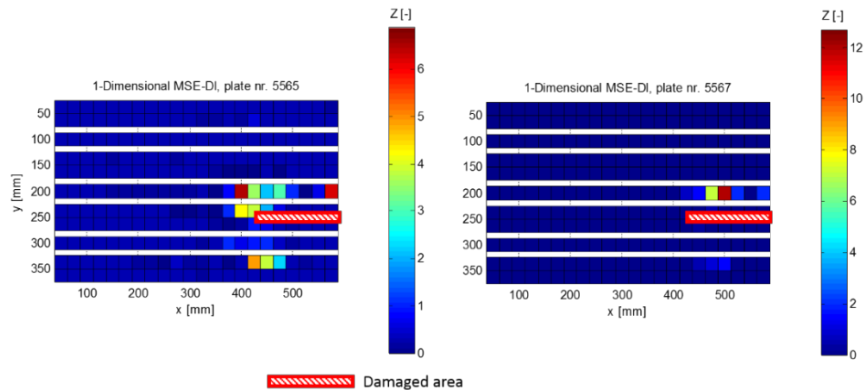 1-Dimensional MSE-DI, plate nr. 5565
Z [-]
6
5
4
3
2
1
0
50
100
150
200
250
300
350
y [mm]
100 200 300 400 500
x [mm]
1-Dimensional MSE-DI, plate nr. 5567
Z [-]
12
10
8
6
4
2
0
50
100
150
200
250
300
350
100 200 300 400 500
x [mm]
Damaged area